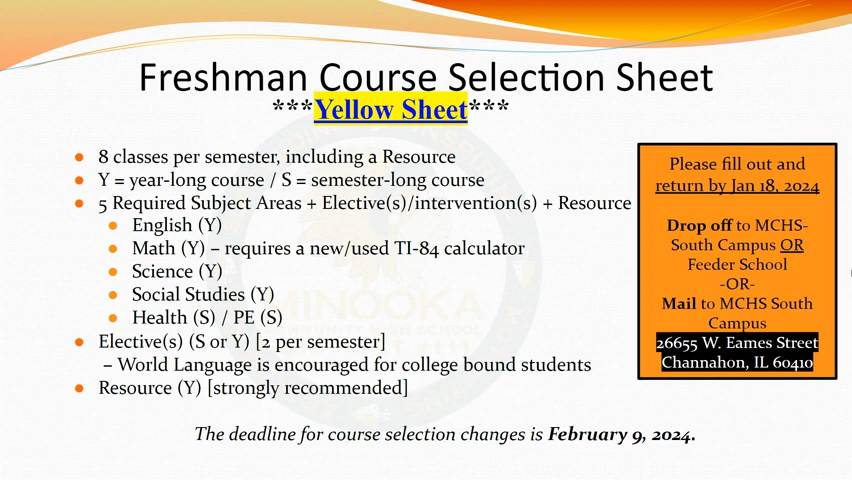 Freshman Course Selection Sheet
***Yellow Sheet***
8 classes per semester, including a Resource
Y = year-long course / S = semester-long course
5 Required Subject Areas + Elective(s)/intervention(s) + Resource
English (Y)
Math (Y) – requires a new/used TI-84 calculator
Science (Y)
Social Studies (Y)
Health (S) / PE (S)
Elective(s) (S or Y) [2 per semester]
– World Language is encouraged for college bound students
Resource (Y) [strongly recommended]
The deadline for course selection changes is February 9, 2024.
Please fill out and
return by Jan 18, 2024
Drop off to MCHS-
South Campus OR
Feeder School
-OR-
Mail to MCHS South
Campus
26655 W. Eames Street
Channahon, IL 60410
MINOOKA
COMMUNITY HIGH SCHOOL